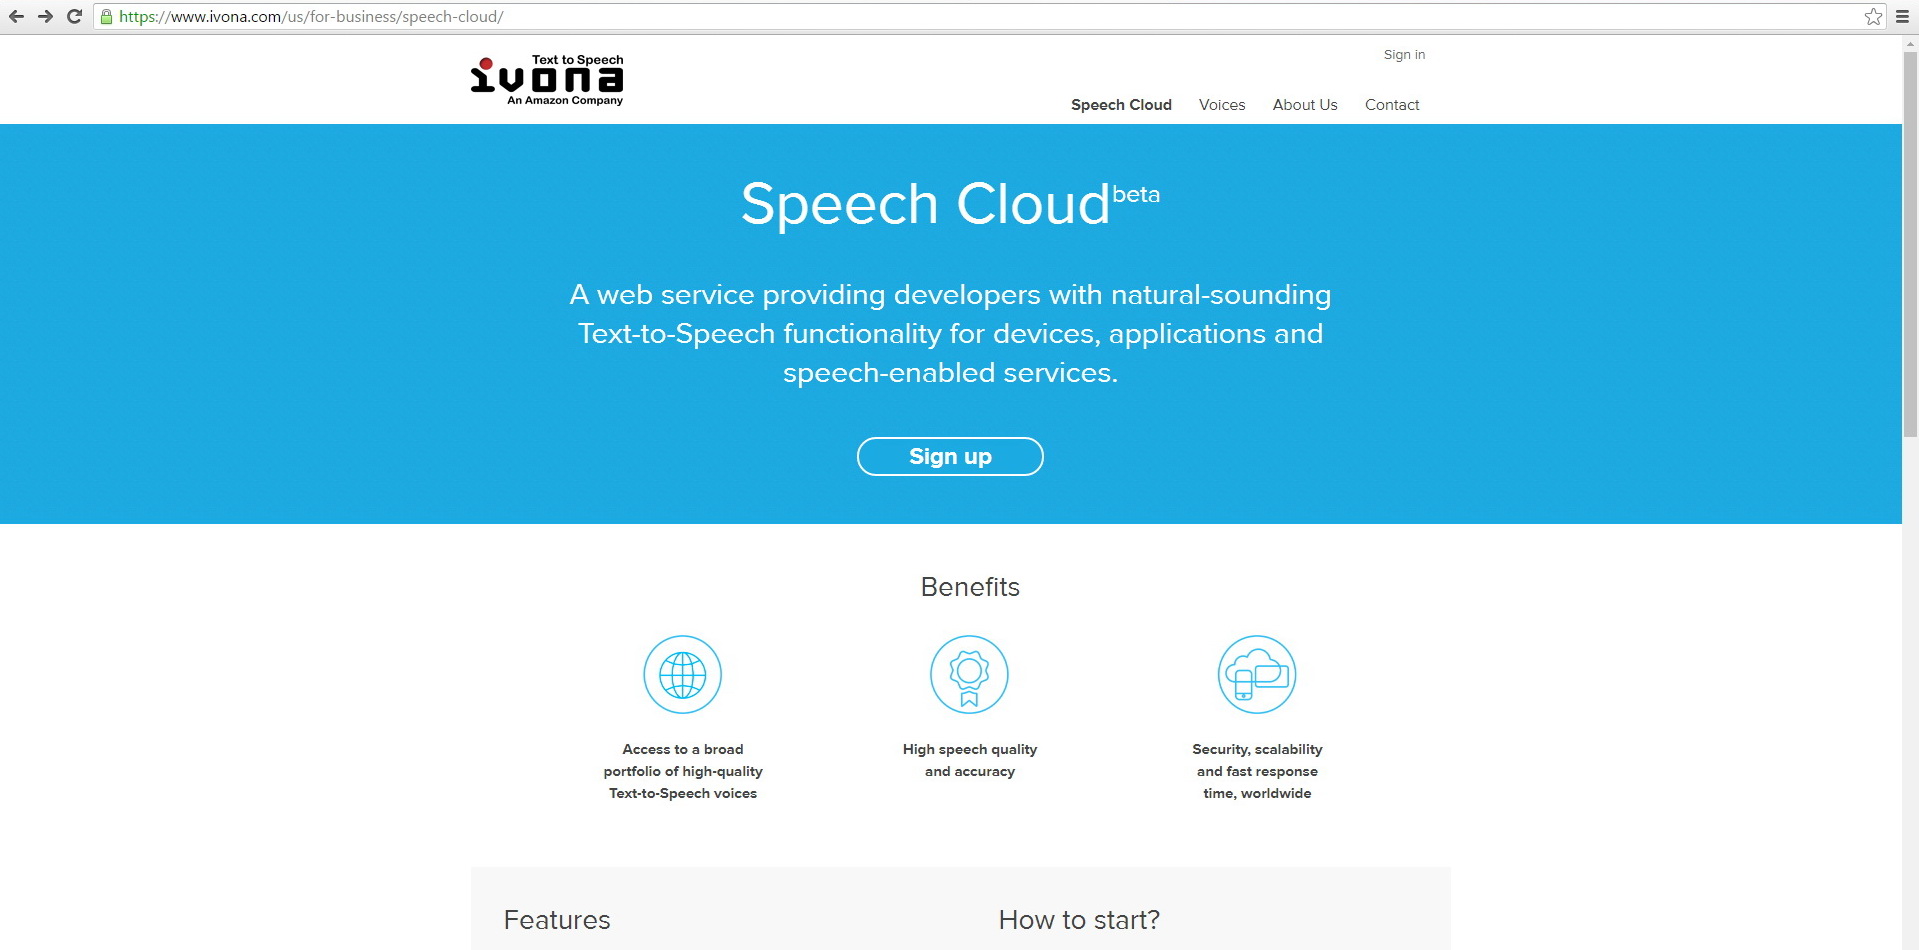 https://www.ivona.com/us/for-business/speech-cloud/
Text to Speech
ivona
An Amazon Company
Sign in
Speech Cloud Voices About Us Contact
Speech Cloud beta
A web service providing developers with natural-sounding
Text-to-Speech functionality for devices, applications and
speech-enabled services.
Sign up
Benefits
Access to a broad
portfolio of high-quality
Text-to-Speech voices
High speech quality
and accuracy
Security, scalability
and fast response
time, worldwide
Features
How to start?